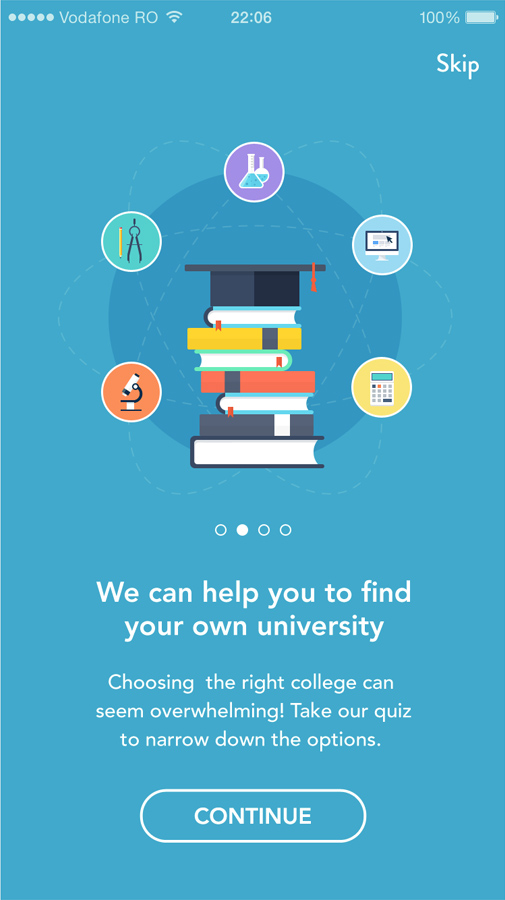 Vodafone RO 22:06 100%
Skip
We can help you to find
your own university
Choosing  the right college can
seem overwhelming! Take our quiz
to narrow down the options.
CONTINUE